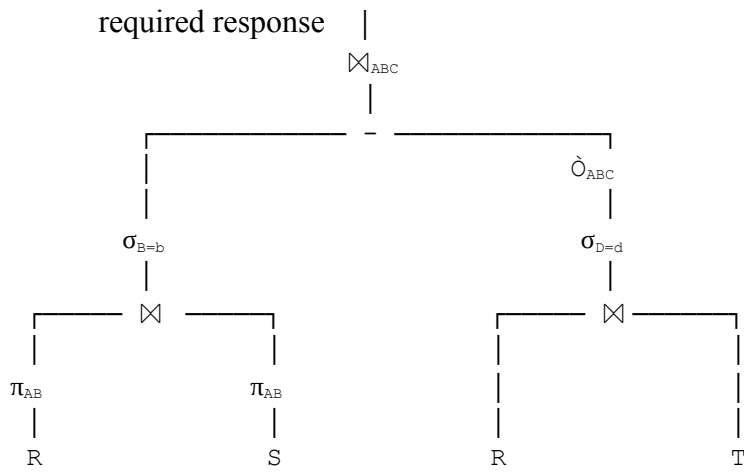 required response
⋈ABC
-
ÒABC
σB=b σD=d
⋈ ⋈
πAB πAB
R S R T